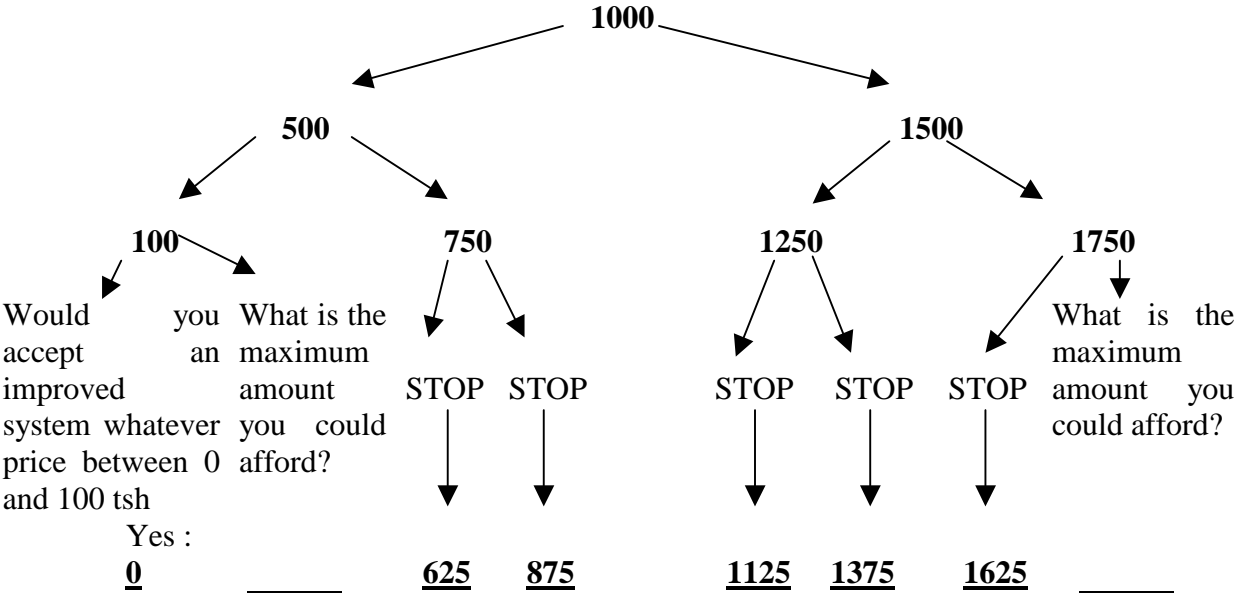 1000
500 1500
100 750 1250 1750
Would you
accept an
improved
system whatever
price between 0
and 100 tsh
Yes :
0
What is the
maximum
amount
you could
afford?
STOP STOP STOP STOP STOP
What is the
maximum
amount you
could afford?
625 875 1125 1375 1625